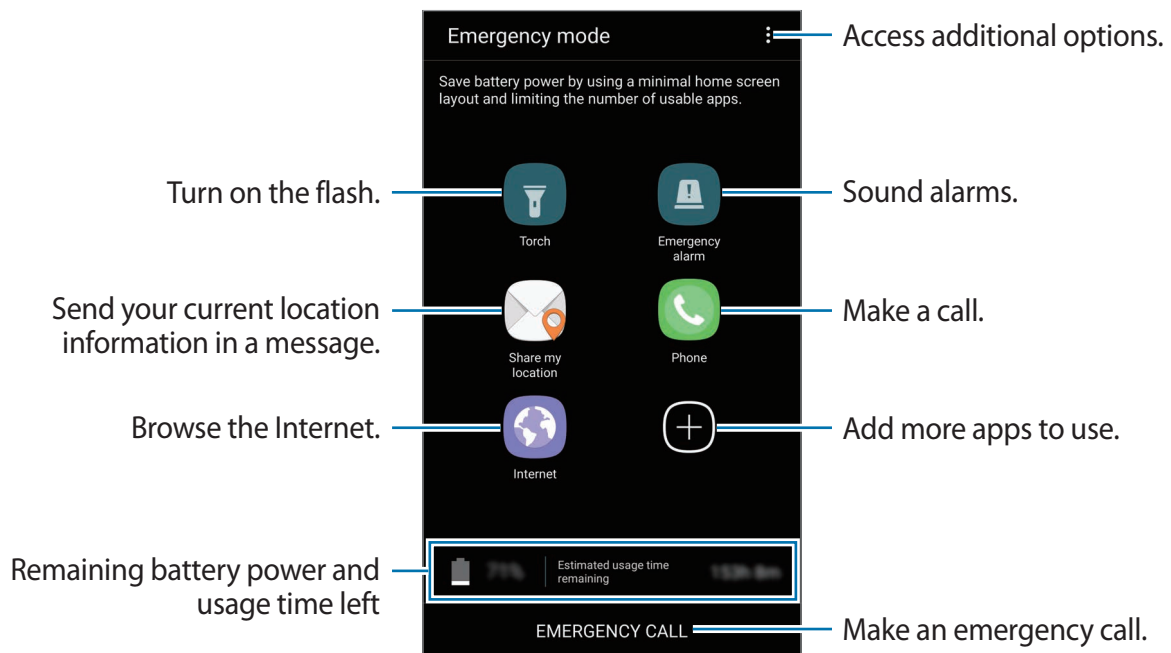 Emergency mode
Access additional options.
Save battery power by using a minimal home screen
layout and limiting the number of usable apps.
Turn on the flash.
Sound alarms.
Torch
Emergency
alarm
Send your current location
information in a message.
Make a call.
Share my
location
Phone
Browse the Internet.
Add more apps to use.
Internet
Remaining battery power and
usage time left
Estimated usage time
remaining
EMERGENCY CALL
Make an emergency call.